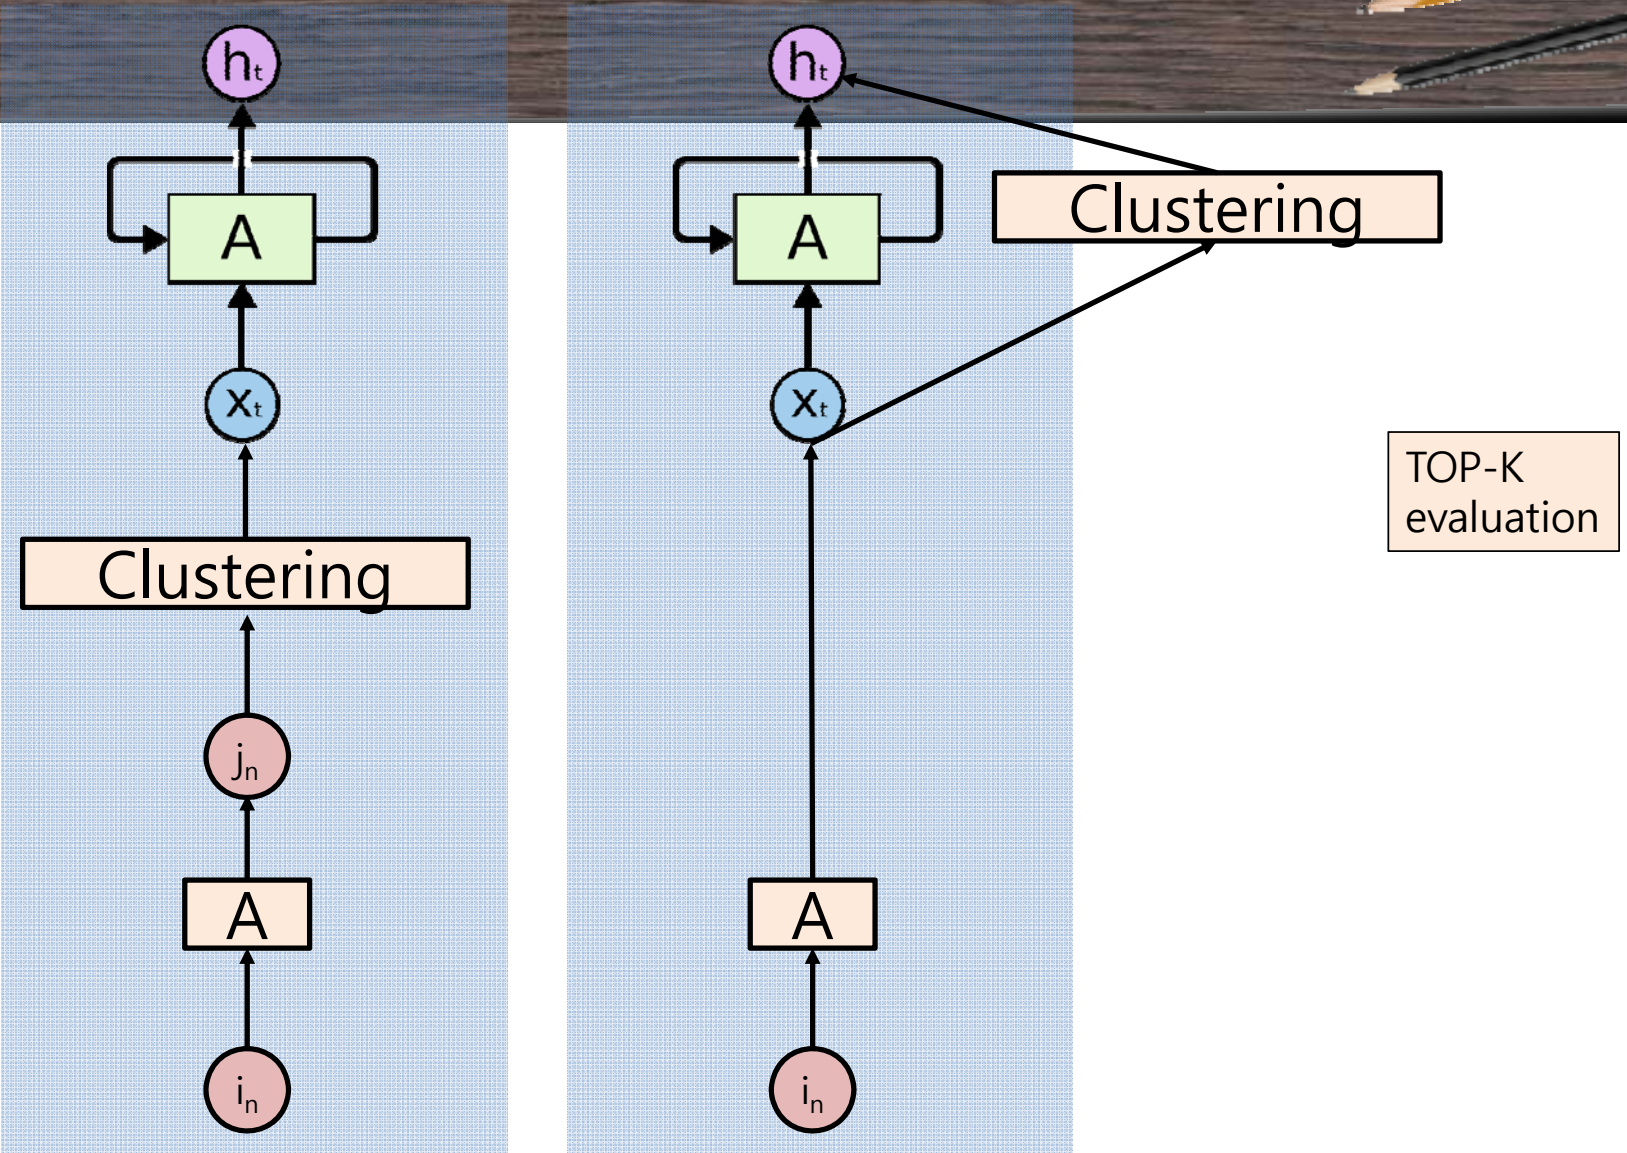 hₜ
A
xₜ
Clustering
jₙ
A
iₙ
hₜ
A
xₜ
A
iₙ
Clustering
TOP-K
evaluation